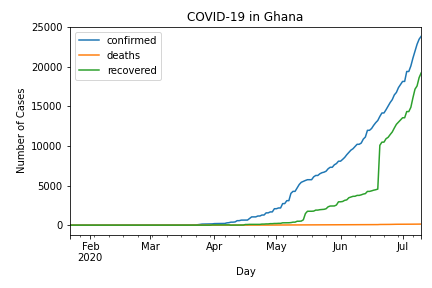 COVID-19 in Ghana
confirmed
deaths
recovered
Number of Cases
25000
20000
15000
10000
5000
0
Feb
2020
Mar
Apr
May
Jun
Jul
Day